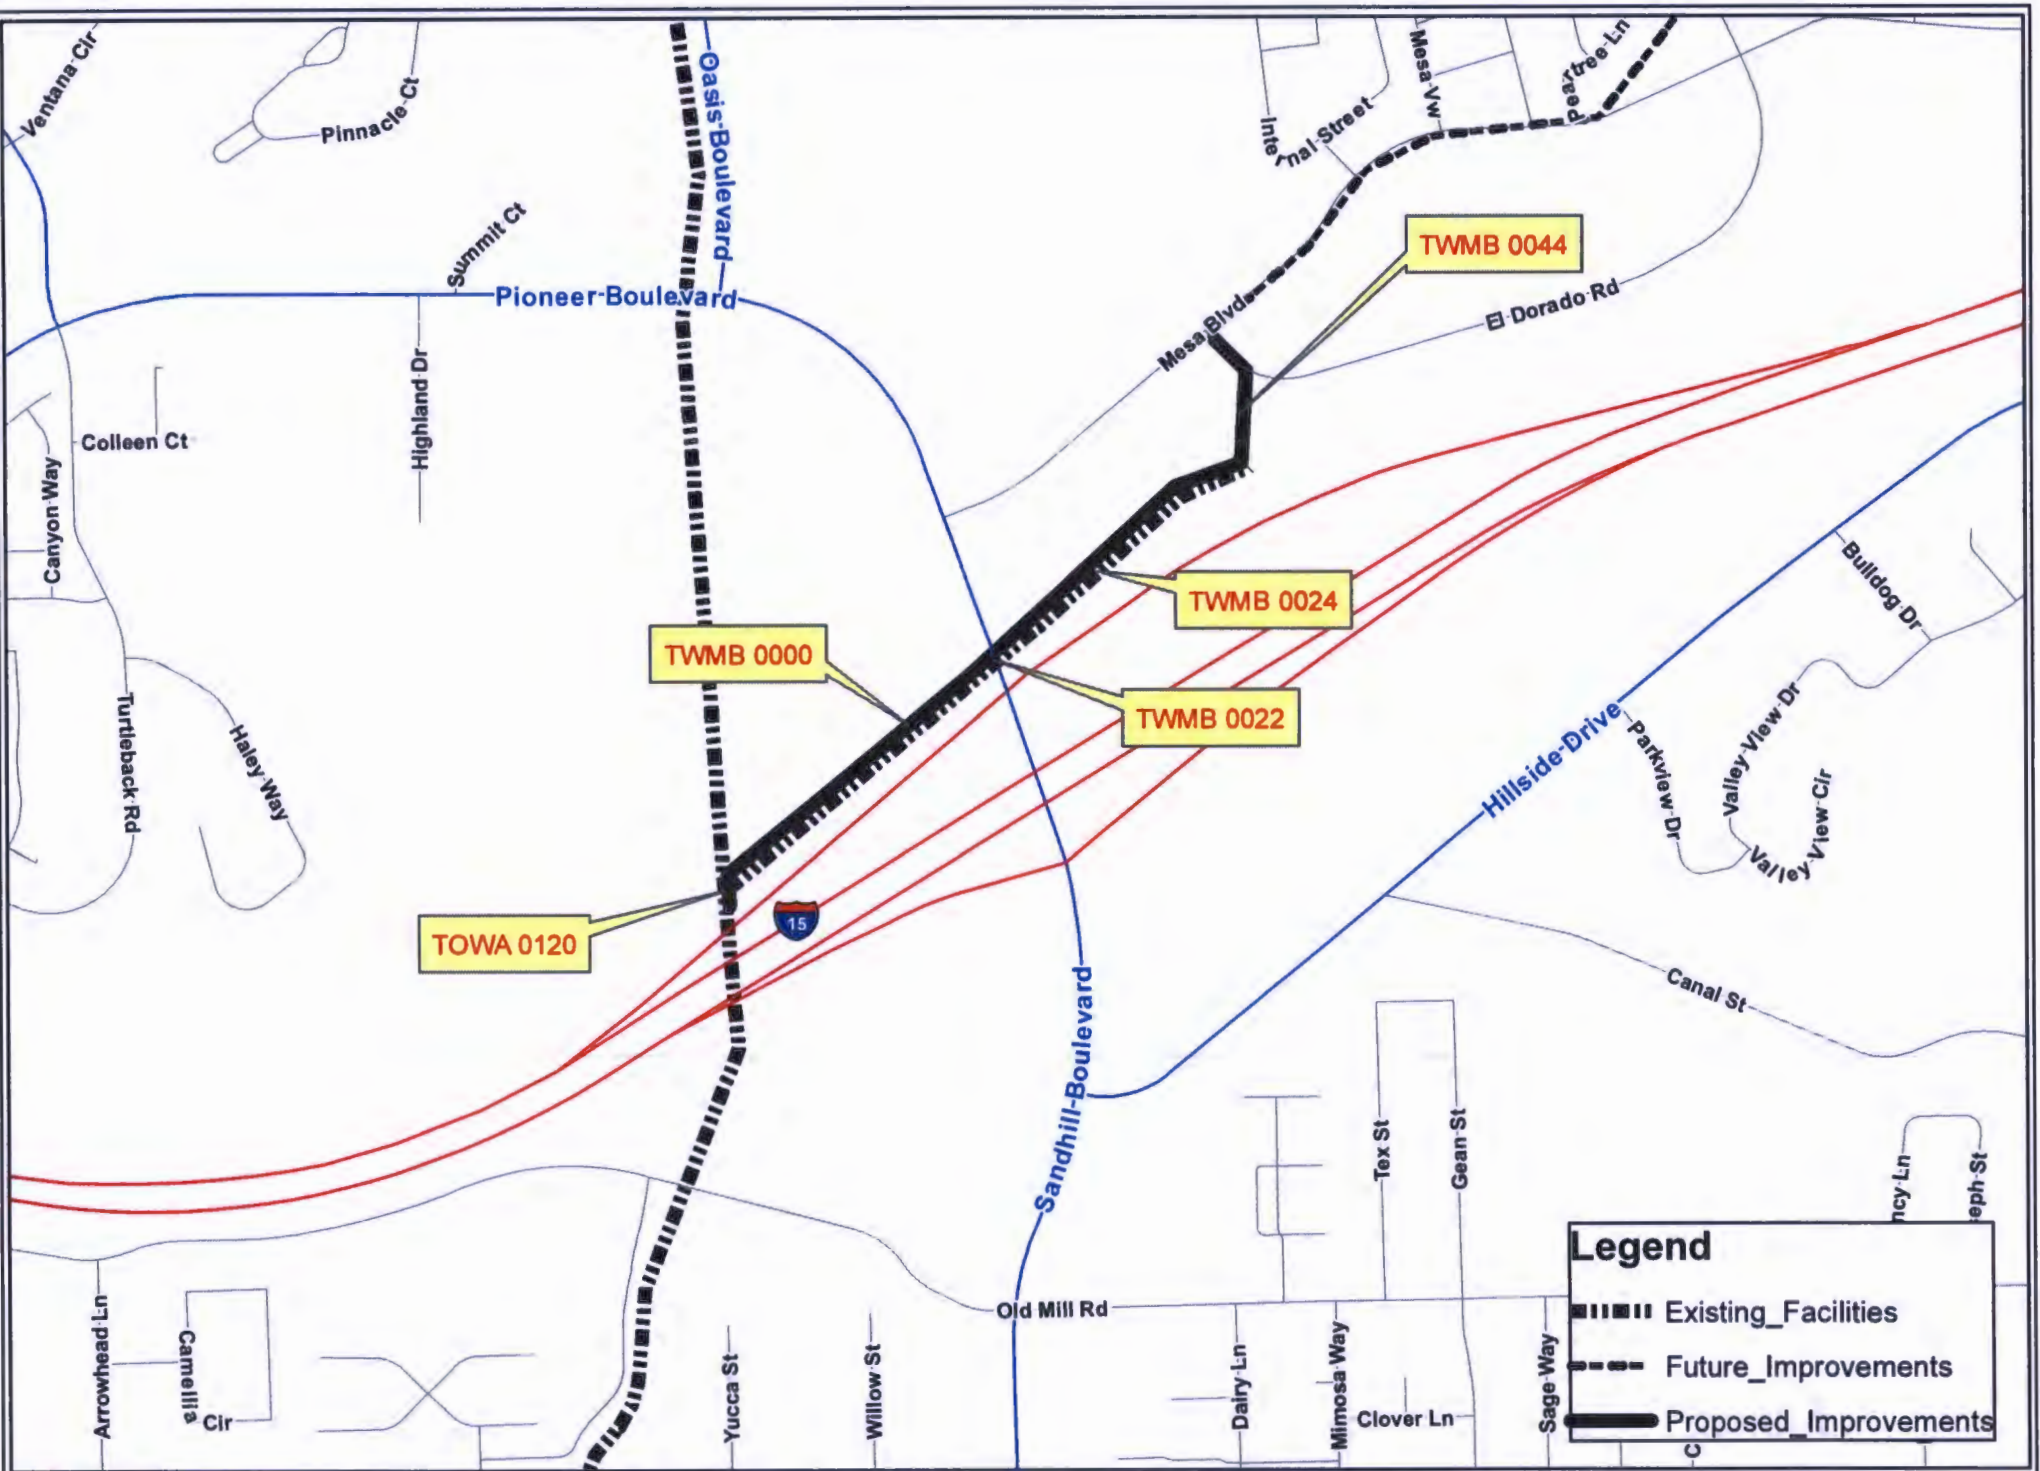 Ventana Cir
Pinnacle Ct
Oasis Boulevard
Summit Ct
Pioneer Boulevard
Highland Dr
Colleen Ct
Canyon Way
Turtleback Rd
Haley Way
Internal Street
Mesa Vw
Peartree Ln
TWMB 0044
Mesa Blvd
El Dorado Rd
TWMB 0024
TWMB 0000
TWMB 0022
TOWA 0120
15
Bulldog Dr
Hillside Drive
Parkview Dr
Valley View Dr
Valley View Cir
Canal St
Sandhill Boulevard
Tex St
Gean St
ncy Ln
seph St
Old Mill Rd
Arrowhead Ln
Camellia Cir
Yucca St
Willow St
Dairy Ln
Mimosa Way
Clover Ln
Sage Way
C
Legend
Existing_Facilities
Future_Improvements
Proposed_Improvements